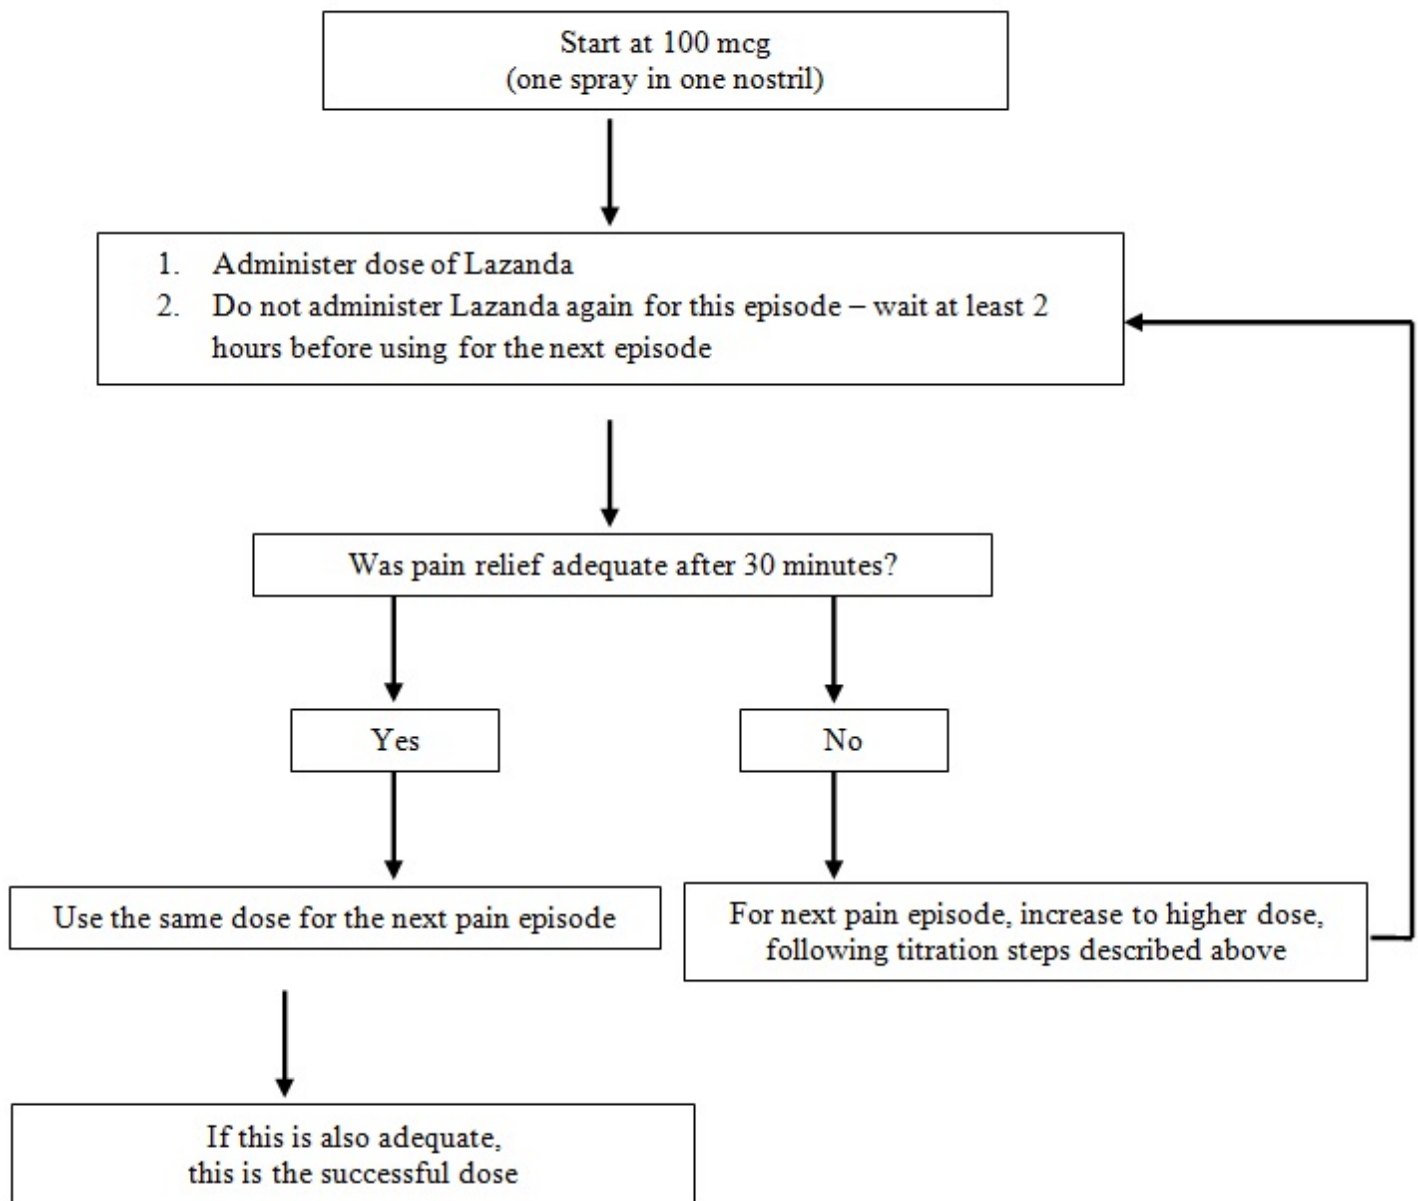 Start at 100 mcg
(one spray in one nostril)
1. Administer dose of Lazanda
2. Do not administer Lazanda again for this episode – wait at least 2
hours before using for the next episode
Was pain relief adequate after 30 minutes?
Yes
No
Use the same dose for the next pain episode
For next pain episode, increase to higher dose,
following titration steps described above
If this is also adequate,
this is the successful dose